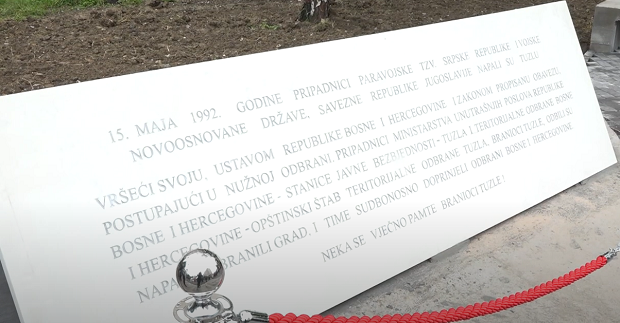 15. MAJA 1992. GODINE PRIPADNICI PARAVOJSKE TZV. SRPSKE REPUBLIKE I VOJSKE
NOVOOSNOVANE DRŽAVE, SAVEZNE REPUBLIKE JUGOSLAVIJE NAPALI SU TUZLU
VRŠEĆI SVOJU, USTAVOM REPUBLIKE BOSNE I HERCEGOVINE I ZAKONOM PROPISANU OBAVEZU,
POSTUPAJUĆI U NUŽNOJ ODBRANI, PRIPADNICI MINISTARSTVA UNUTRAŠNJIH POSLOVA REPUBLIKE
BOSNE I HERCEGOVINE - STANICE JAVNE BEZBJEDNOSTI - TUZLA I TERITORIJALNE ODBRANE BOSNE
I HERCEGOVINE - OPŠTINSKI ŠTAB TERITORIJALNE ODBRANE TUZLA, BRANIOCI TUZLE, ODBILI SU
GRAD, I TIME SUDBONOSNO DOPRINJELI ODBRANI BOSNE I HERCEGOVINE
NEKA SE VJEČNO PAMTE BRANIOCI TUZLE!